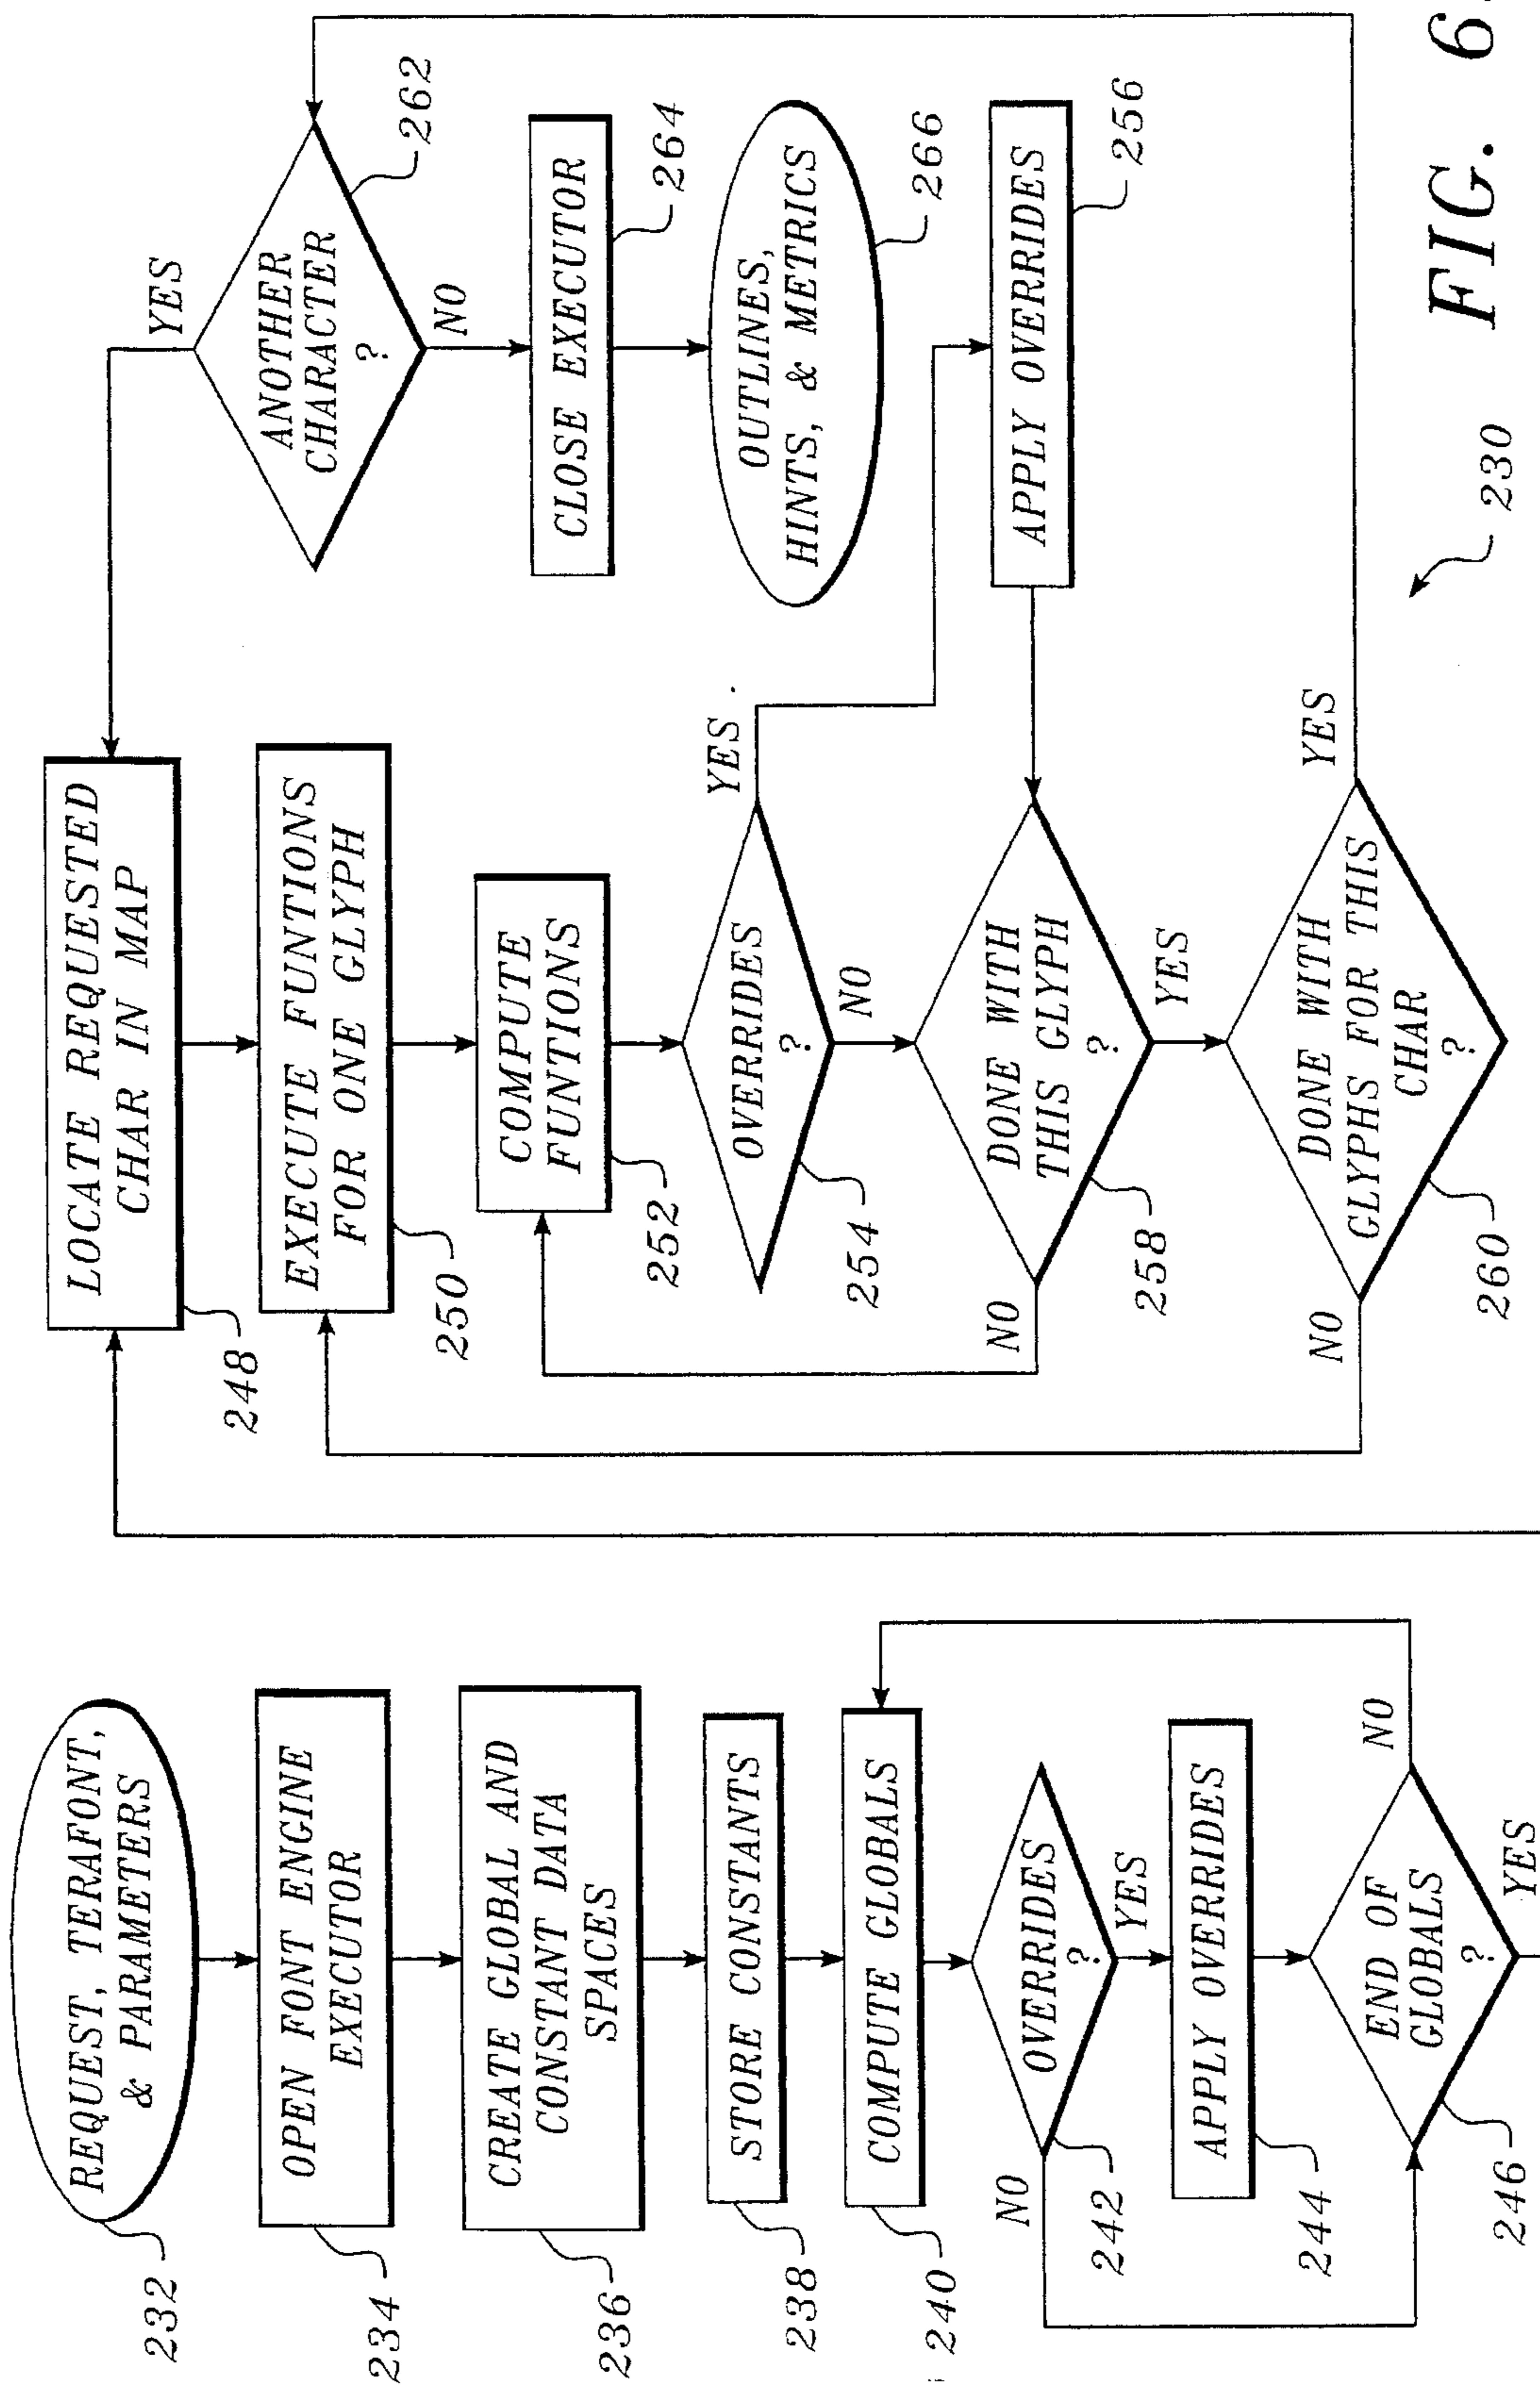 REQUEST, TERAFONT,
& PARAMETERS
232
OPEN FONT ENGINE
EXECUTOR
234
CREATE GLOBAL AND
CONSTANT DATA
SPACES
236
STORE CONSTANTS
238
COMPUTE GLOBALS
240
OVERRIDES
?
NO
YES
242
APPLY OVERRIDES
244
END OF
GLOBALS
?
NO
YES
246
LOCATE REQUESTED
CHAR IN MAP
248
EXECUTE FUNTIONS
FOR ONE GLYPH
250
COMPUTE
FUNTIONS
252
OVERRIDES
?
YES
NO
254
DONE WITH
THIS GLYPH
?
NO
YES
258
DONE WITH
GLYPHS FOR THIS
CHAR
?
NO
YES
260
ANOTHER
CHARACTER
?
YES
NO
262
CLOSE EXECUTOR
264
OUTLINES,
HINTS, & METRICS
266
APPLY OVERRIDES
256
230
FIG. 6.